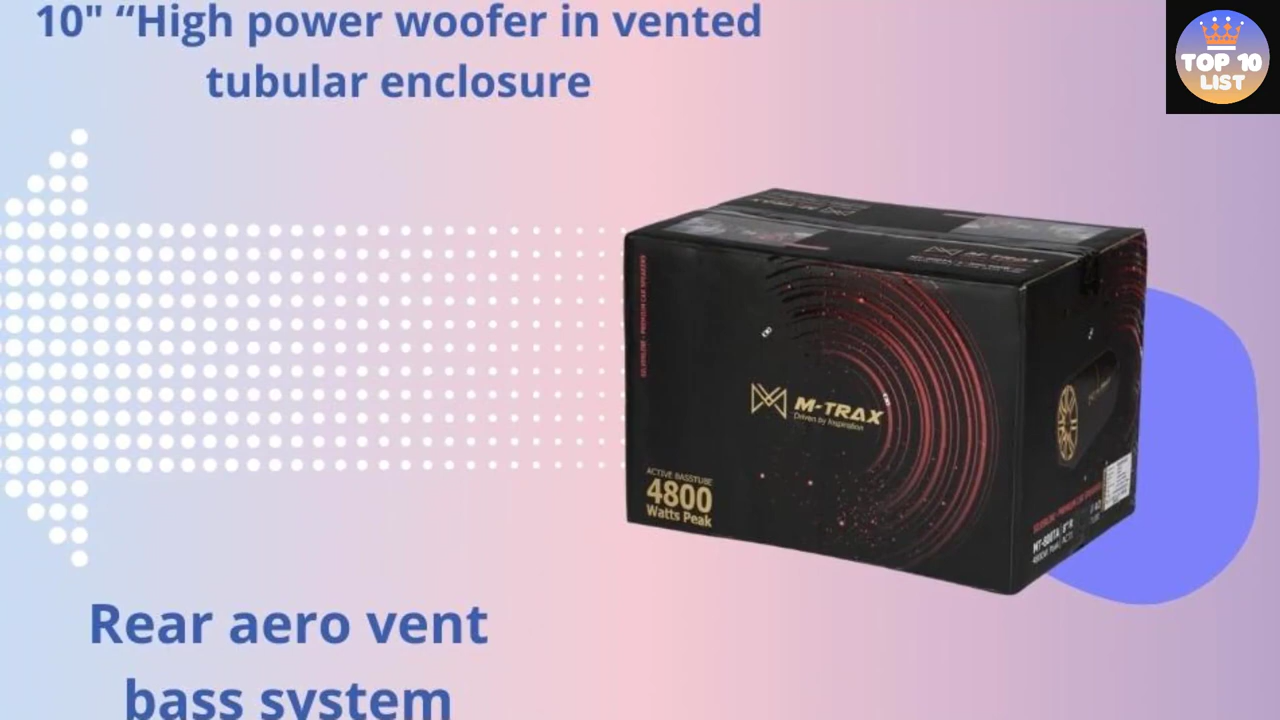 10" “High power woofer in vented
tubular enclosure
TOP 10
LIST
M-TRAX
M-TRAX
Driven by Inspiration
ACTIVE BASSTUBE
4800
Watts Peak
Rear aero vent
bass system